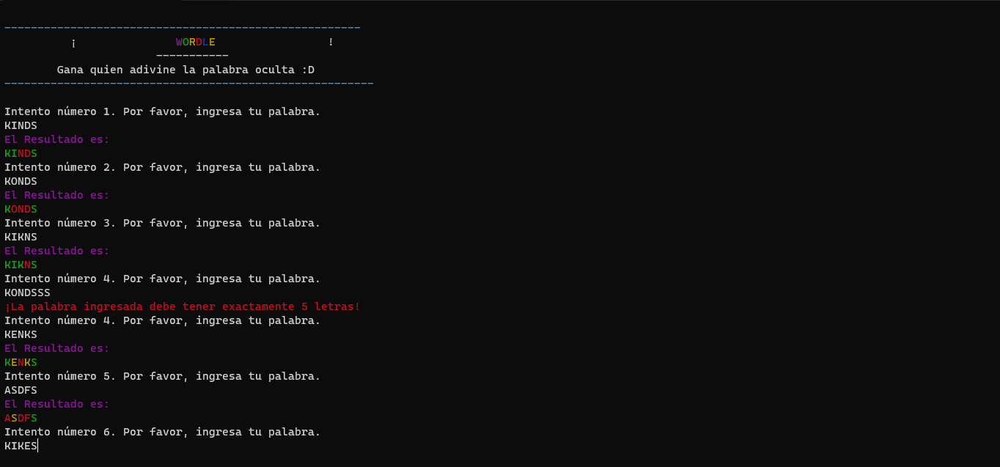 -------------------------------------------------------
¡ WORDLE !
-----------
Gana quien adivine la palabra oculta :D
---------------------------------------------------------
Intento número 1. Por favor, ingresa tu palabra.
KINDS
El Resultado es:
KINDS
Intento número 2. Por favor, ingresa tu palabra.
KONDS
El Resultado es:
KONDS
Intento número 3. Por favor, ingresa tu palabra.
KIKNS
El Resultado es:
KIKNS
Intento número 4. Por favor, ingresa tu palabra.
KONDSSS
¡La palabra ingresada debe tener exactamente 5 letras!
Intento número 4. Por favor, ingresa tu palabra.
KENKS
El Resultado es:
KENKS
Intento número 5. Por favor, ingresa tu palabra.
ASDFS
El Resultado es:
ASDFS
Intento número 6. Por favor, ingresa tu palabra.
KIKES